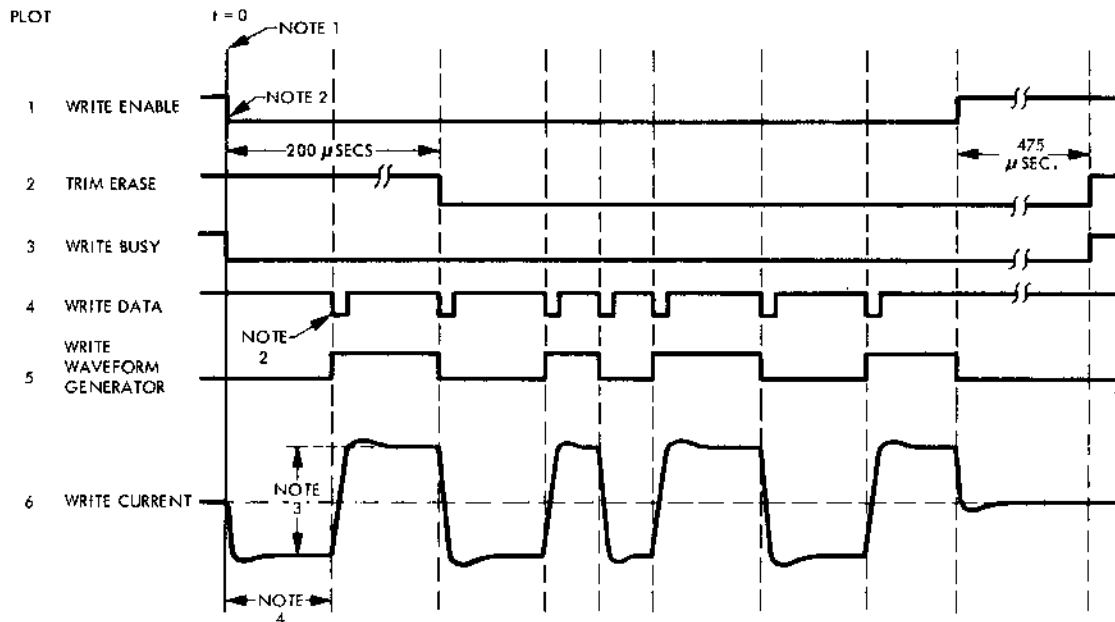 PLOT
t = 0
NOTE 1
1 WRITE ENABLE
NOTE 2
200 μSECS
475
μSEC.
2 TRIM ERASE
3 WRITE BUSY
4 WRITE DATA
NOTE
2
WRITE
WAVEFORM
5 GENERATOR
6 WRITE CURRENT
NOTE
3
NOTE
4